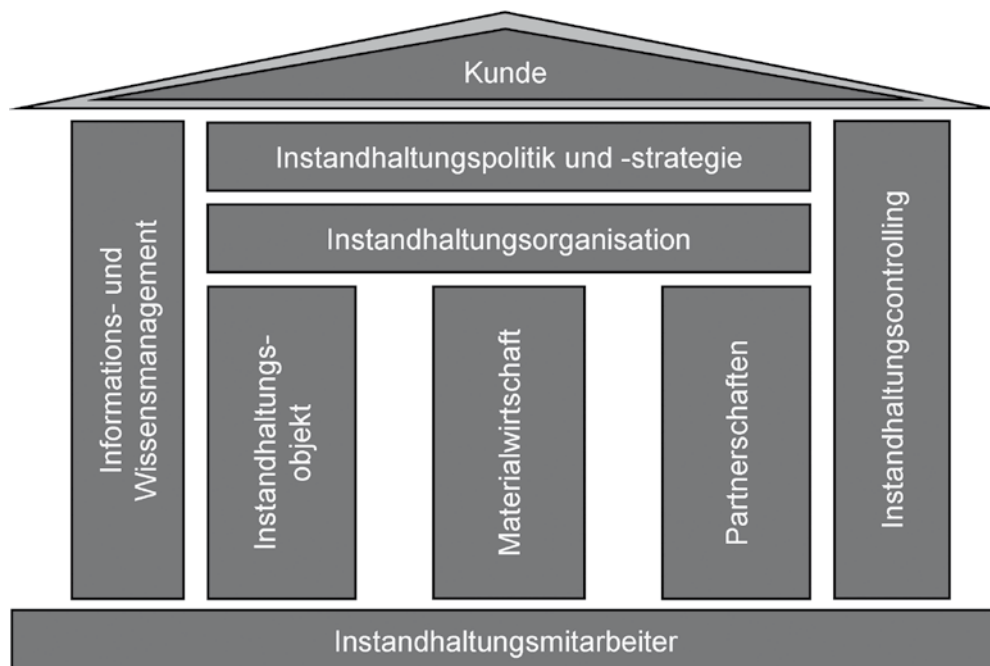 Kunde
Instandhaltungspolitik und -strategie
Instandhaltungsorganisation
Informations- und
Wissensmanagement
Instandhaltungs-
objekt
Materialwirtschaft
Partnerschaften
Instandhaltungscontrolling
Instandhaltungsmitarbeiter